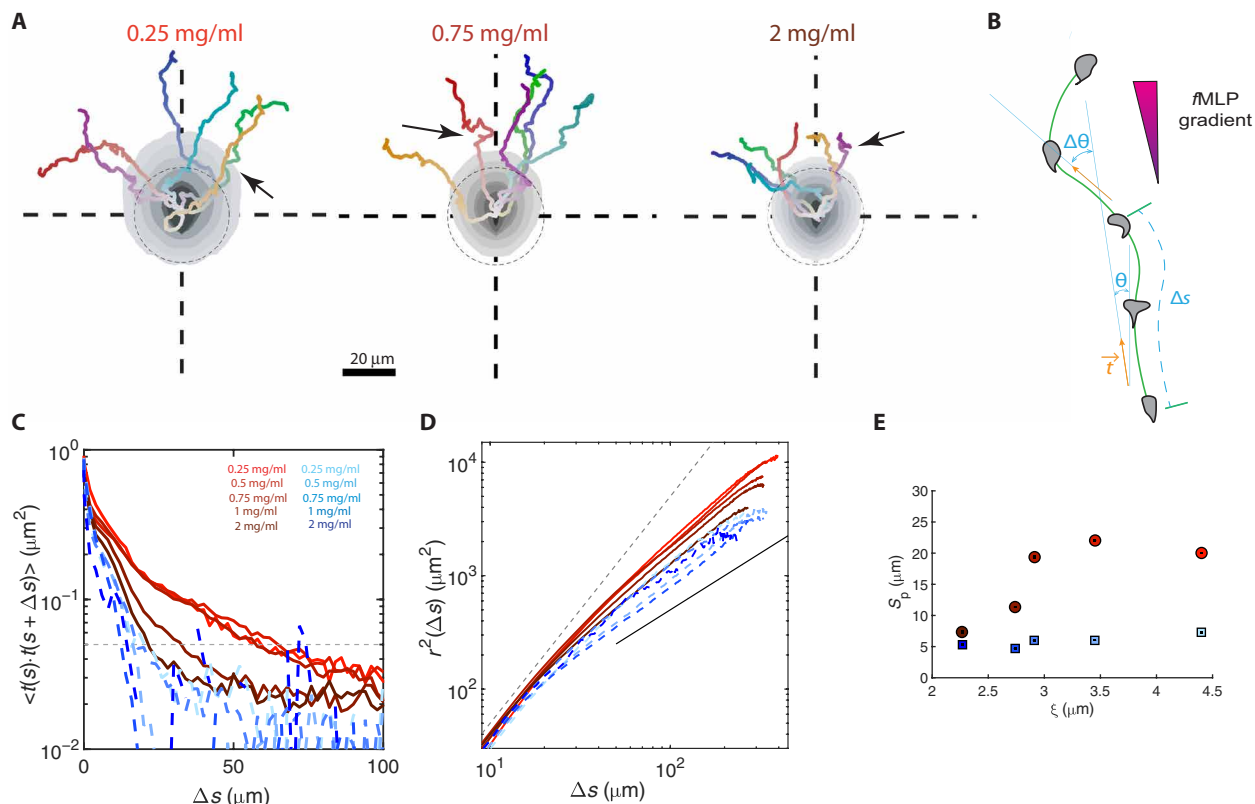 A
0.25 mg/ml
0.75 mg/ml
2 mg/ml
20 μm
B
fMLP
gradient
Δθ
θ
Δs
t
C
10⁰
10⁻¹
10⁻²
<t(s)·t(s + Δs)> (μm²)
0.25 mg/ml 0.25 mg/ml
0.5 mg/ml 0.5 mg/ml
0.75 mg/ml 0.75 mg/ml
1 mg/ml 1 mg/ml
2 mg/ml 2 mg/ml
0 50 100
Δs (μm)
D
10⁴
10³
10²
r²(Δs) (μm²)
10¹ 10²
Δs (μm)
E
30
25
20
15
10
5
0
Sp (μm)
2 2.5 3 3.5 4 4.5
ξ (μm)